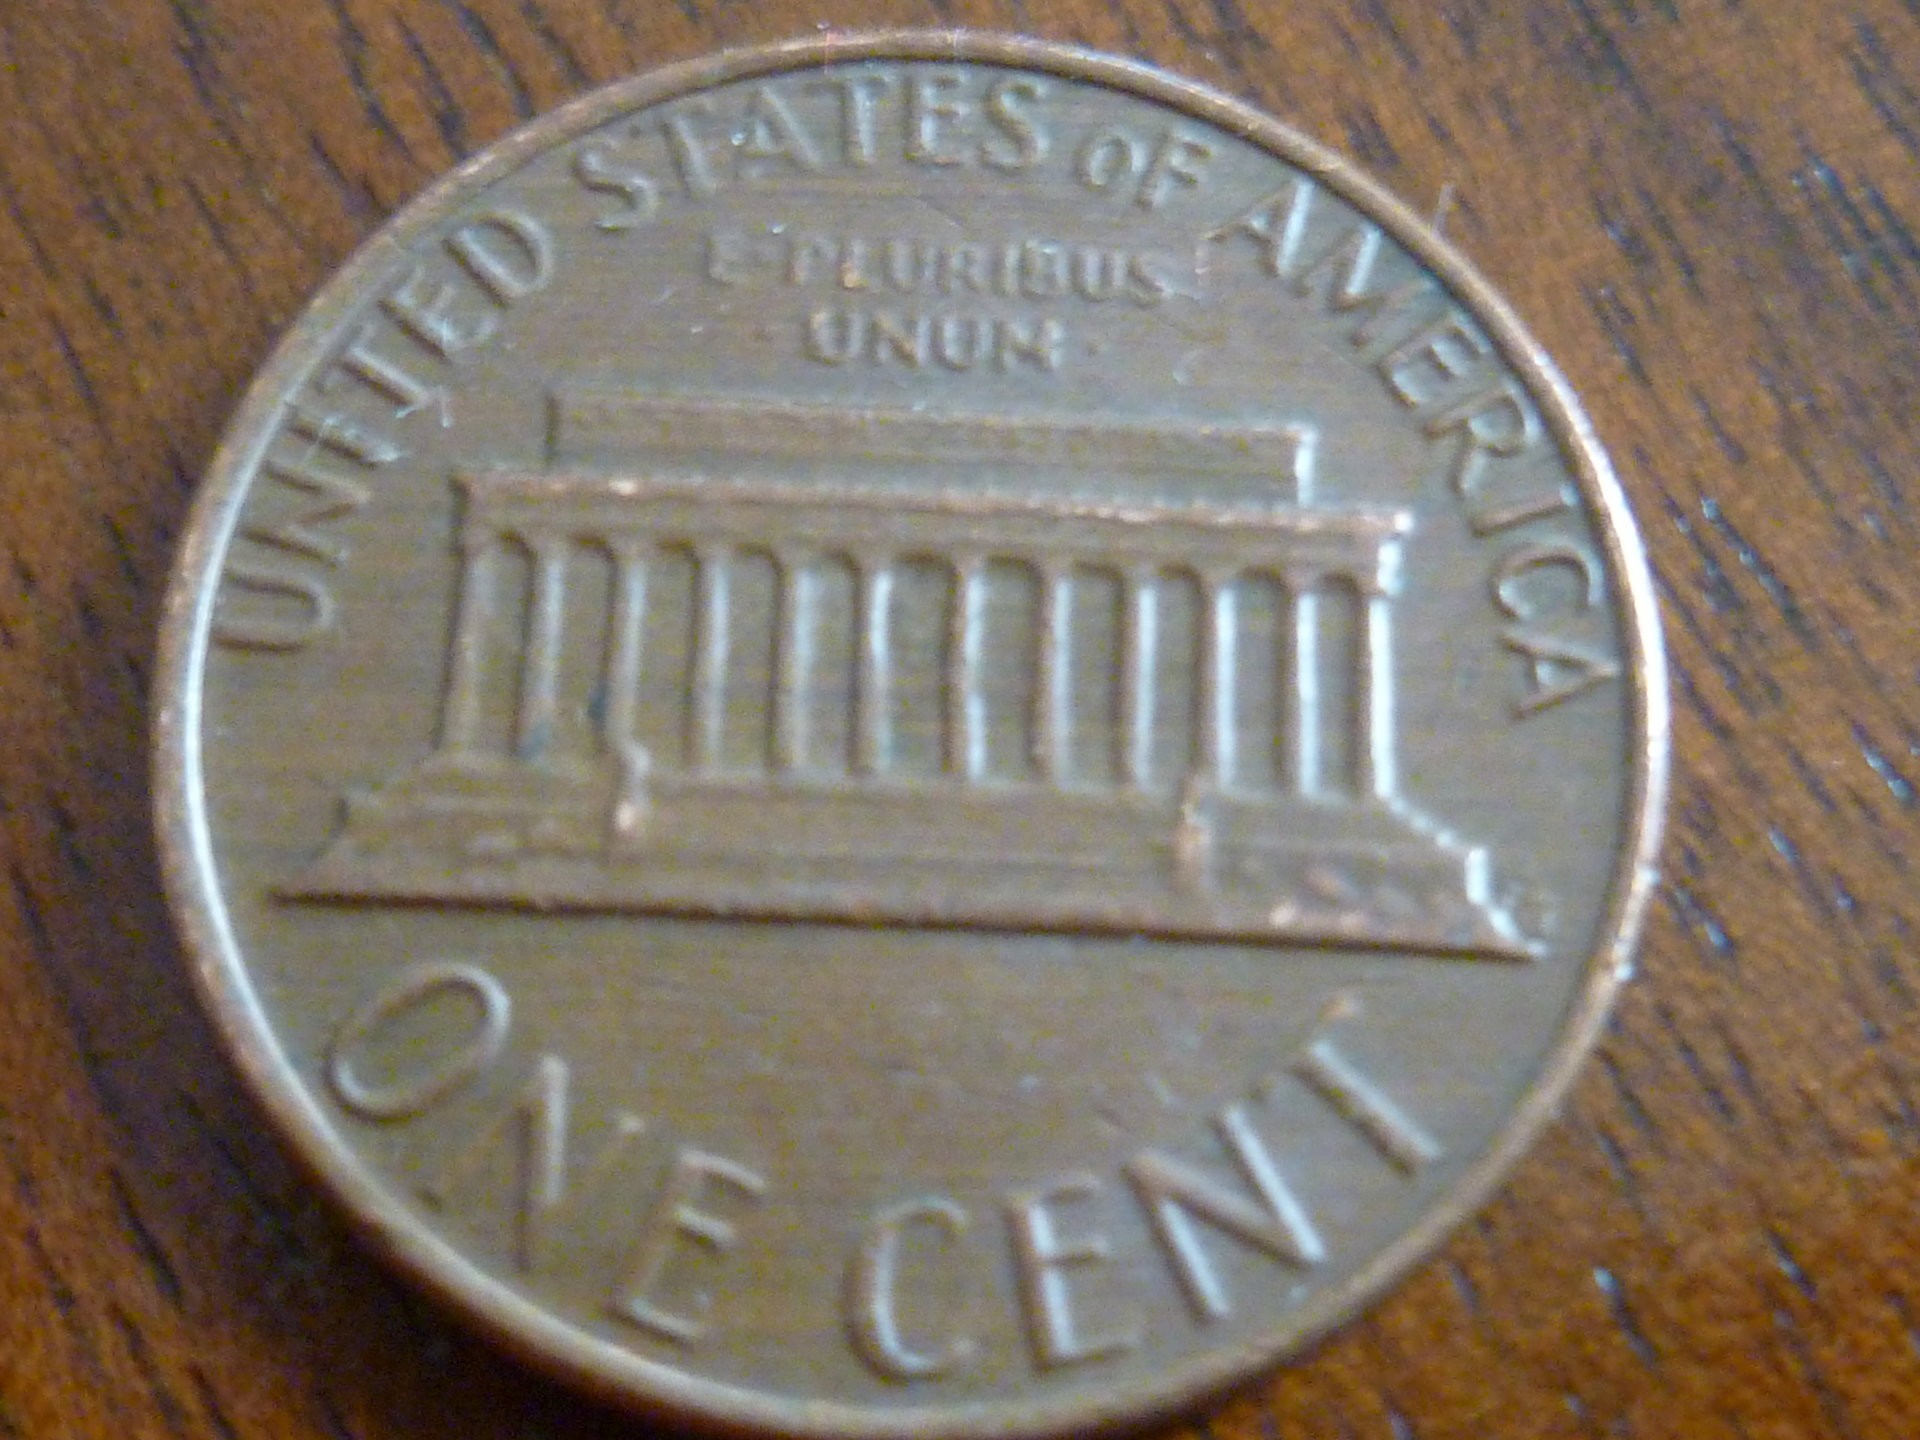 UNITED STATES OF AMERICA
E PLURIBUS
· UNUM ·
ONE CENT